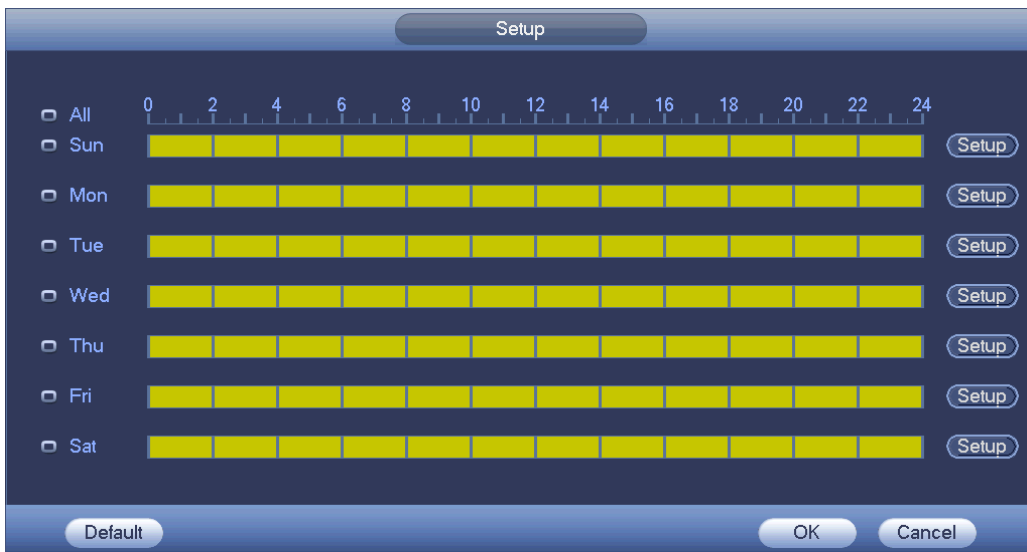 Setup
All 0 2 4 6 8 10 12 14 16 18 20 22 24
Sun Setup
Mon Setup
Tue Setup
Wed Setup
Thu Setup
Fri Setup
Sat Setup
Default OK Cancel